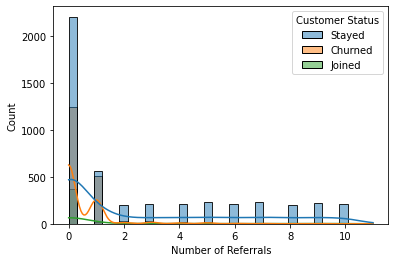 Customer Status
Stayed
Churned
Joined
2000
1500
1000
500
0
Count
0 2 4 6 8 10
Number of Referrals